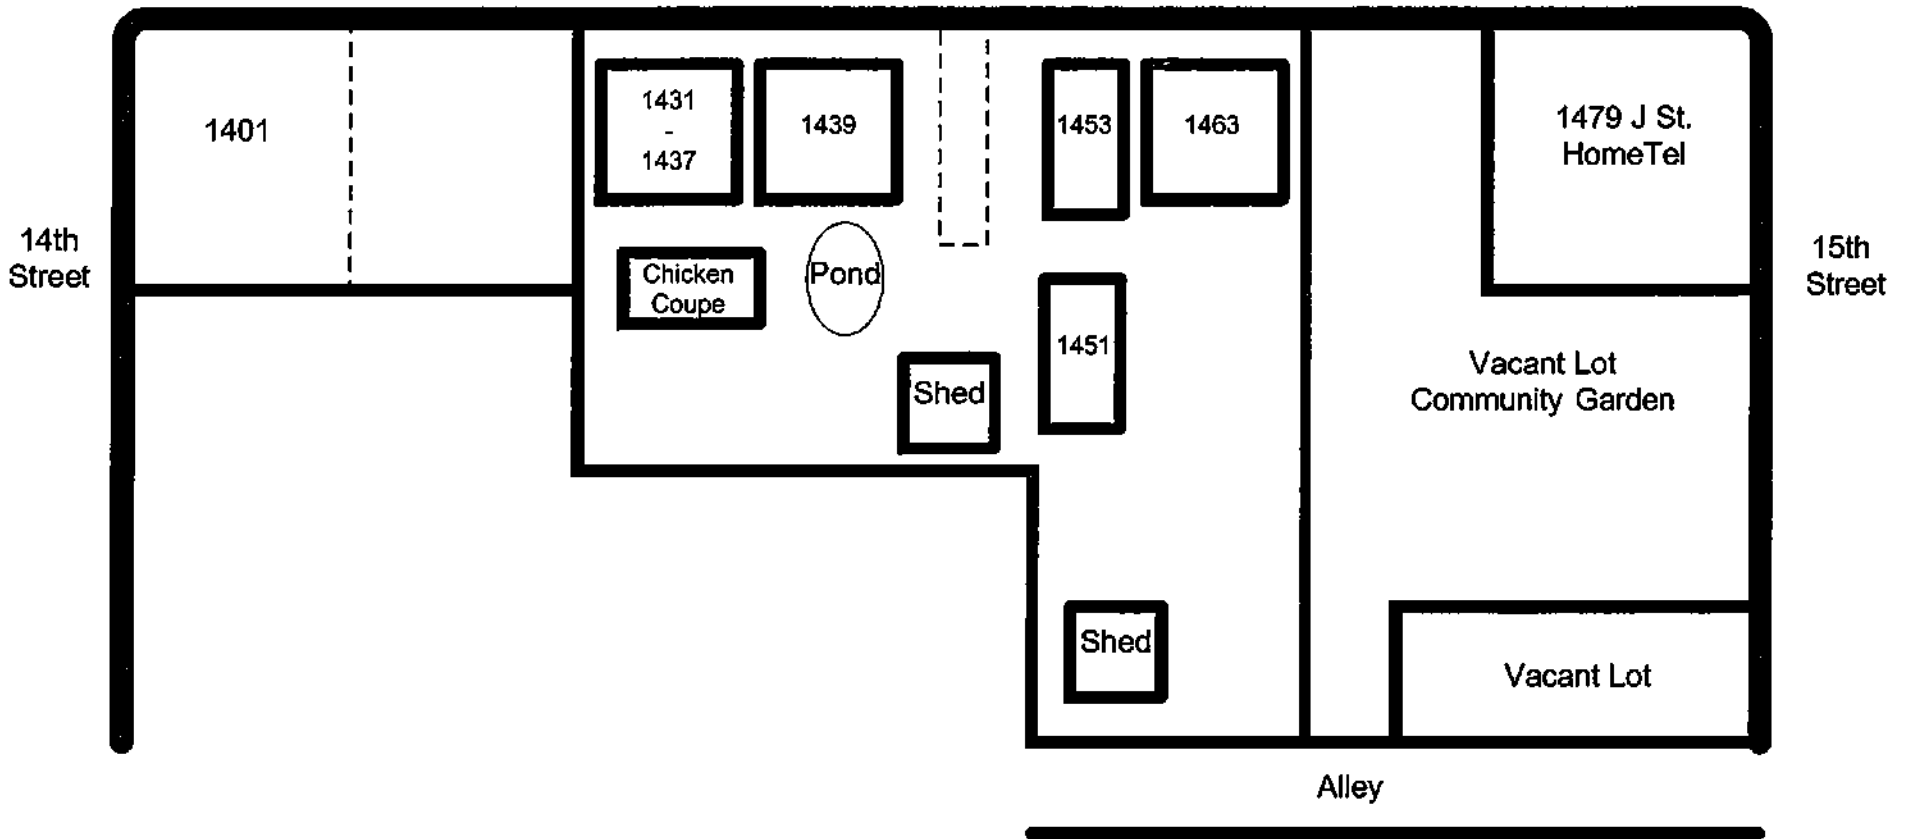 1401
1431
-
1437
1439
1453
1463
1479 J St.
HomeTel
14th
Street
Chicken
Coupe
Pond
15th
Street
1451
Shed
Vacant Lot
Community Garden
Shed
Vacant Lot
Alley